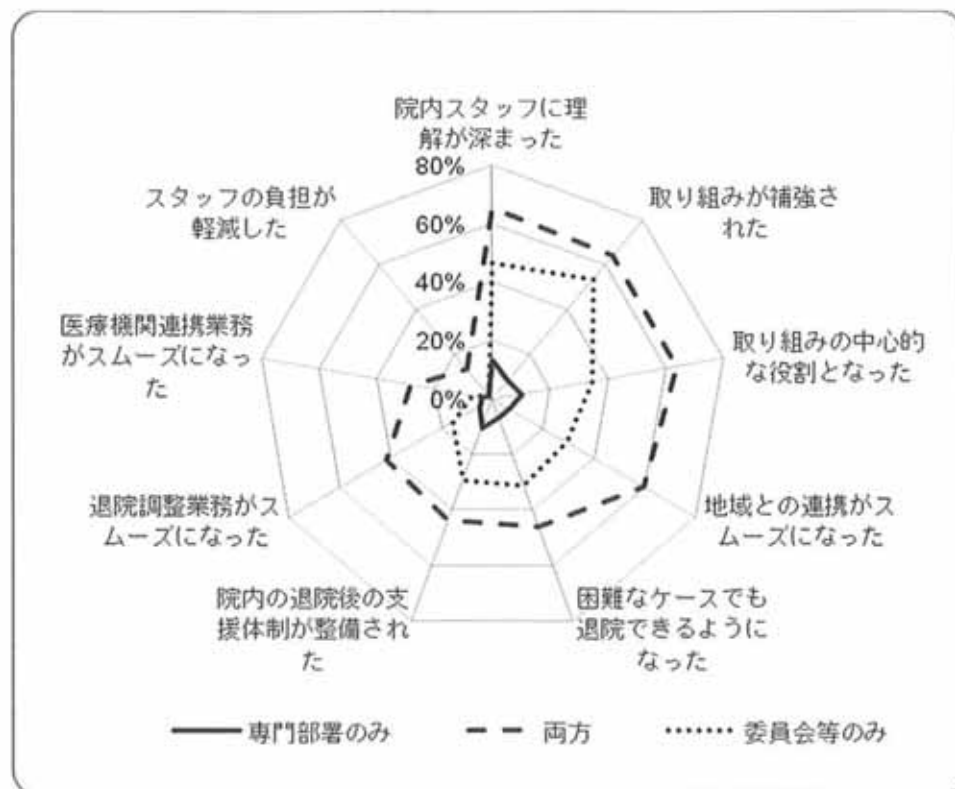 院内スタッフに理
解が深まった
80%
60%
40%
20%
0%
取り組みが補強さ
れた
取り組みの中心的
な役割となった
地域との連携がス
ムーズになった
困難なケースでも
退院できるように
なった
院内の退院後の支
援体制が整備され
た
退院調整業務がス
ムーズになった
医療機関連携業務
がスムーズになっ
た
スタッフの負担が
軽減した
専門部署のみ
両方
委員会等のみ